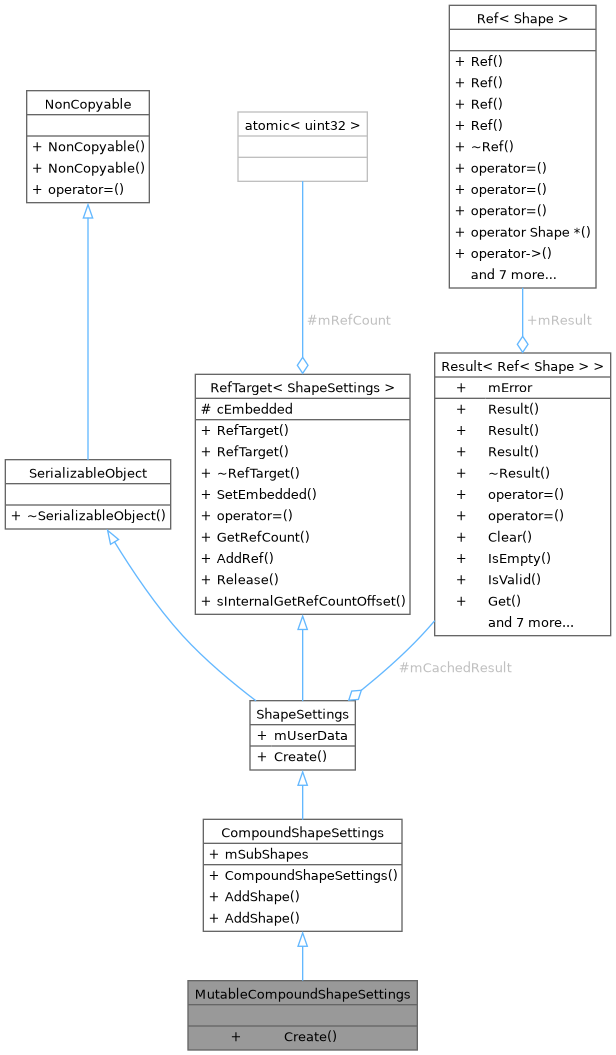 Ref< Shape >
+ Ref()
+ Ref()
+ Ref()
+ Ref()
+ ~Ref()
+ operator=()
+ operator=()
+ operator=()
+ operator Shape *()
+ operator->()
and 7 more...
NonCopyable
+ NonCopyable()
+ NonCopyable()
+ operator=()
atomic< uint32 >
#mRefCount
+mResult
RefTarget< ShapeSettings >
# cEmbedded
+ RefTarget()
+ RefTarget()
+ ~RefTarget()
+ SetEmbedded()
+ operator=()
+ GetRefCount()
+ AddRef()
+ Release()
+ sInternalGetRefCountOffset()
Result< Ref< Shape > >
+ mError
+ Result()
+ Result()
+ Result()
+ ~Result()
+ operator=()
+ operator=()
+ Clear()
+ IsEmpty()
+ IsValid()
+ Get()
and 7 more...
SerializableObject
+ ~SerializableObject()
#mCachedResult
ShapeSettings
+ mUserData
+ Create()
CompoundShapeSettings
+ mSubShapes
+ CompoundShapeSettings()
+ AddShape()
+ AddShape()
MutableCompoundShapeSettings
+ Create()